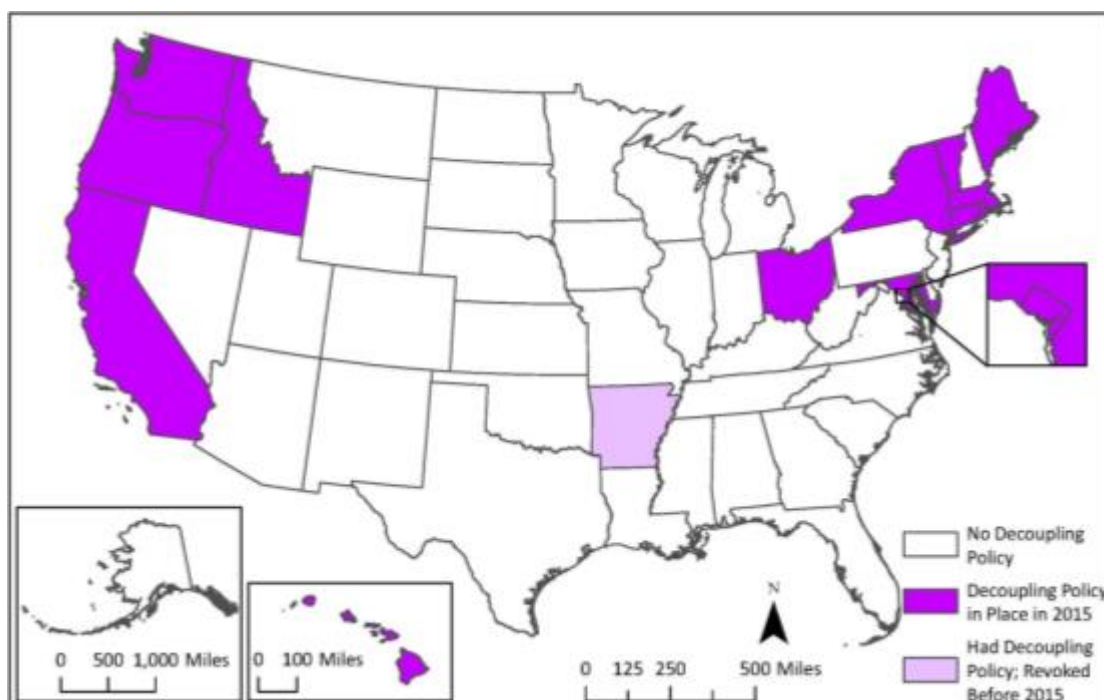 No Decoupling
Policy
Decoupling Policy
in Place in 2015
Had Decoupling
Policy; Revoked
Before 2015
N
0 500 1,000 Miles
0 100 Miles
0 125 250 500 Miles